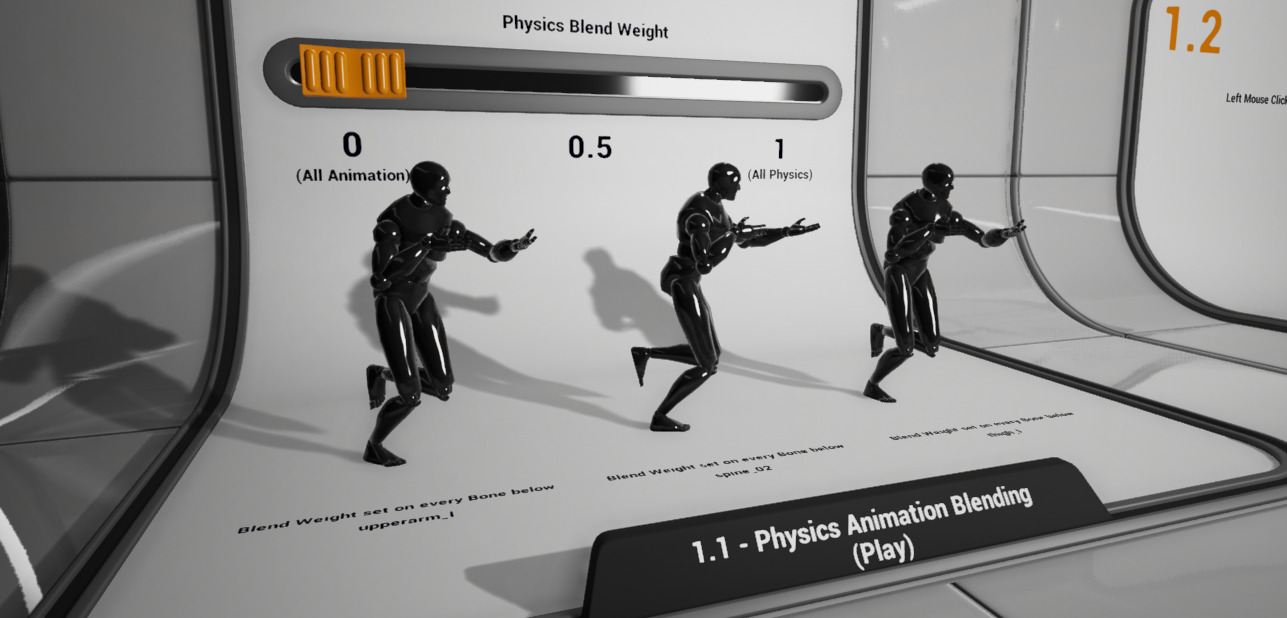 Physics Blend Weight
1.2
Left Mouse Click
0
0.5
1
(All Animation)
(All Physics)
Blend Weight set on every Bone below
upperarm_l
Blend Weight set on every Bone below
spine_02
Blend Weight set on every Bone below
thigh_l
1.1 - Physics Animation Blending
(Play)